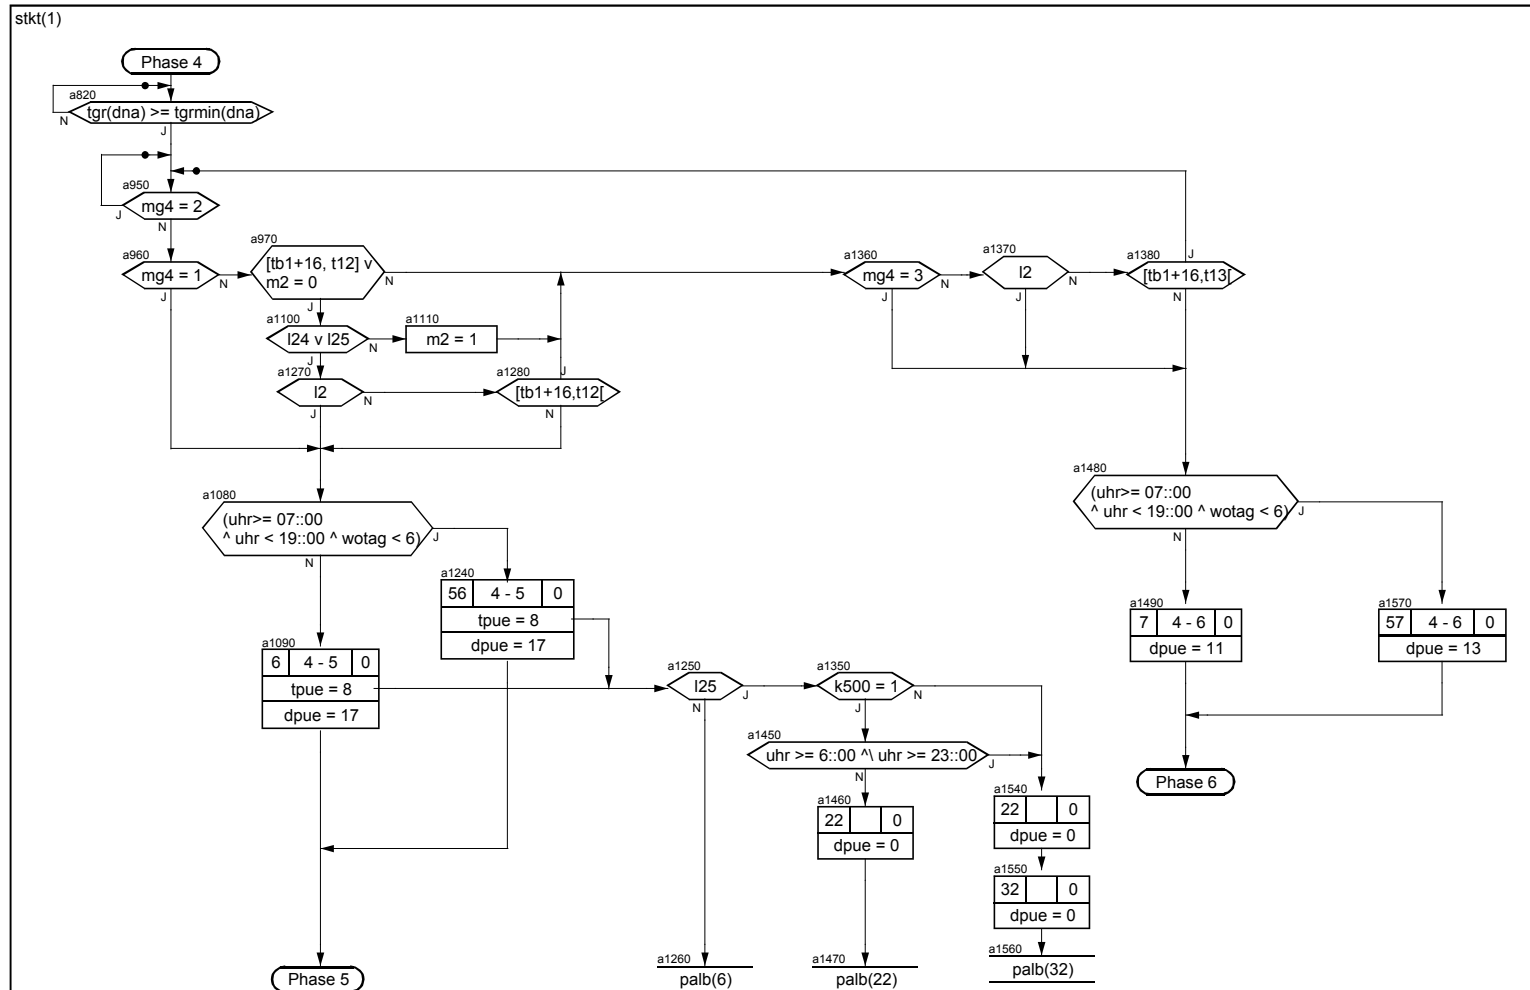 stkt(1)
Phase 4
a820
tgr(dna) >= tgrmin(dna)
N
J
a950
mg4 = 2
J
N
a960
mg4 = 1
N
J
a970
[tb1+16, t12] v
m2 = 0
N
J
a1360
mg4 = 3
N
J
a1370
l2
N
J
a1380
J
[tb1+16,t13[
N
a1100
l24 v l25
N
J
a1110
m2 = 1
a1270
l2
N
J
a1280
J
[tb1+16,t12[
N
a1080
(uhr>= 07::00
^ uhr < 19::00 ^ wotag < 6)
J
N
a1480
(uhr>= 07::00
^ uhr < 19::00 ^ wotag < 6)
J
N
a1240
56 4 - 5 0
tpue = 8
dpue = 17
a1090
6 4 - 5 0
tpue = 8
dpue = 17
a1490
7 4 - 6 0
dpue = 11
a1570
57 4 - 6 0
dpue = 13
a1250
l25
J
N
a1350
k500 = 1
N
J
a1450
uhr >= 6::00 ^\ uhr >= 23::00
J
N
a1460
22 0
dpue = 0
a1540
22 0
dpue = 0
a1550
32 0
dpue = 0
Phase 6
Phase 5
a1260
palb(6)
a1470
palb(22)
a1560
palb(32)